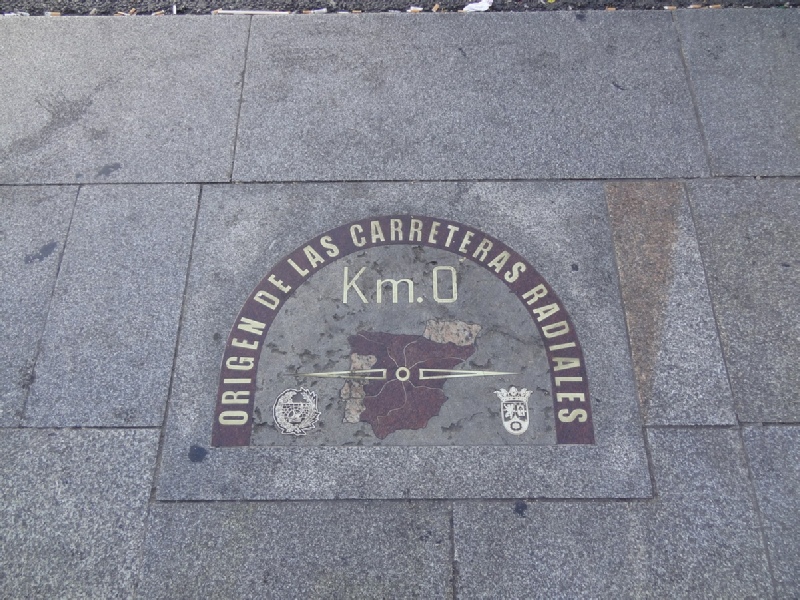 ORIGEN DE LAS CARRETERAS RADIALES
Km.0